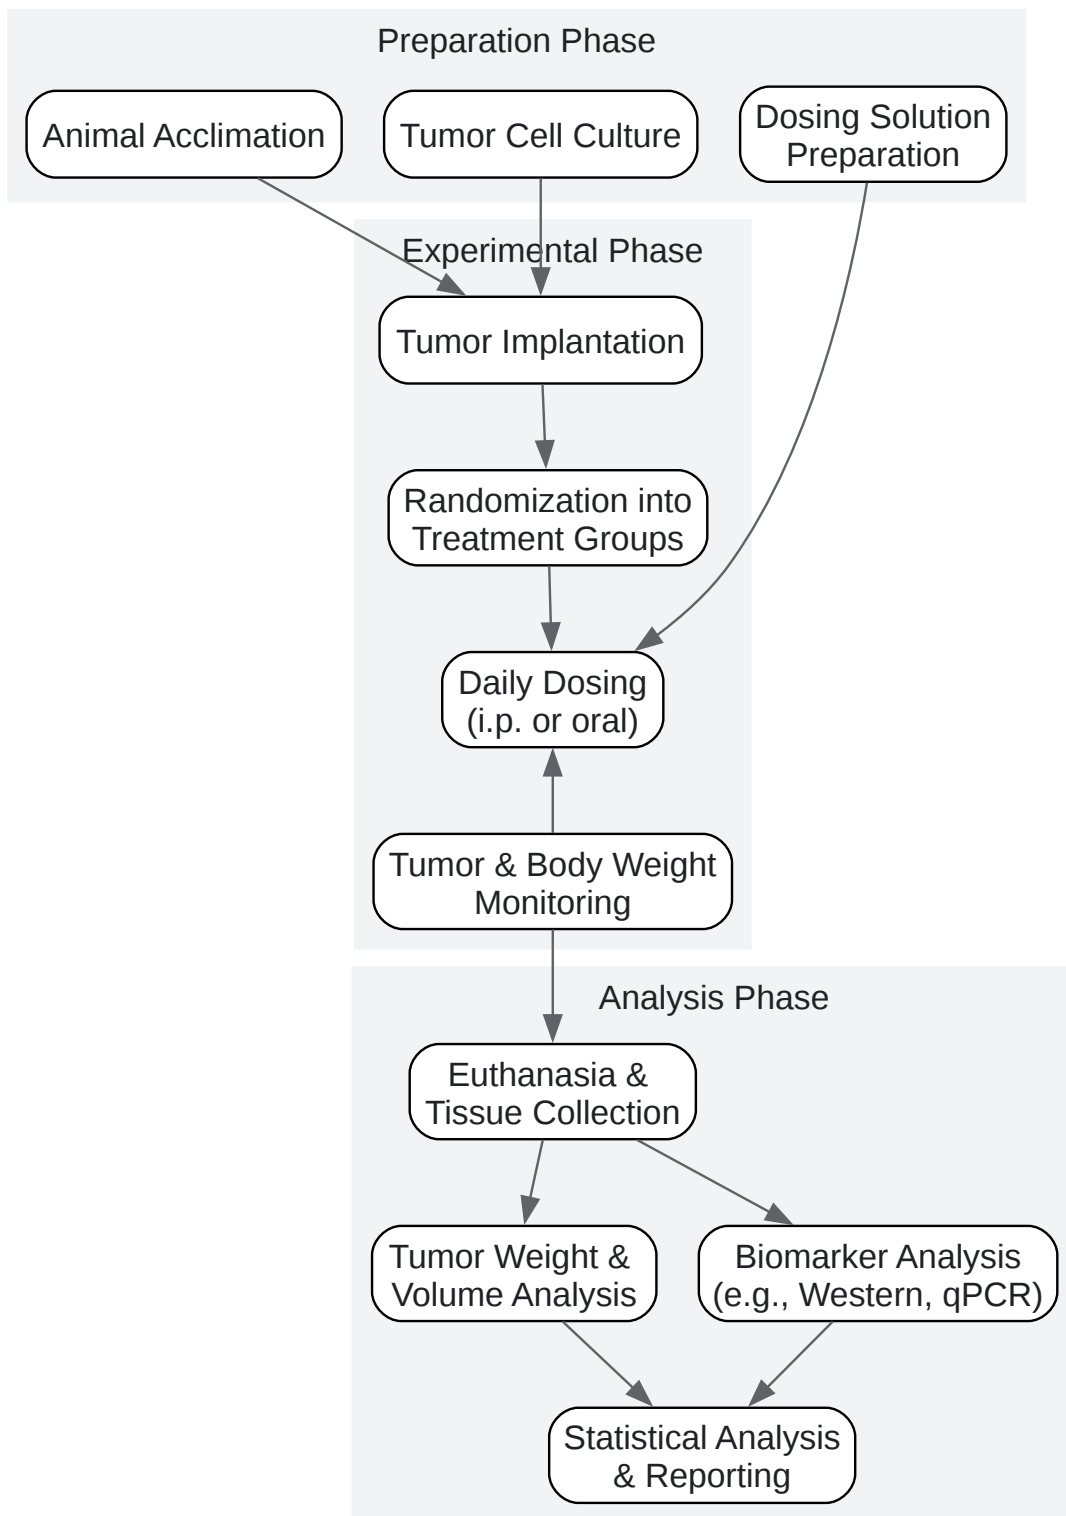 Preparation Phase
Animal Acclimation
Tumor Cell Culture
Dosing Solution
Preparation
Experimental Phase
Tumor Implantation
Randomization into
Treatment Groups
Daily Dosing
(i.p. or oral)
Tumor & Body Weight
Monitoring
Analysis Phase
Euthanasia &
Tissue Collection
Tumor Weight &
Volume Analysis
Biomarker Analysis
(e.g., Western, qPCR)
Statistical Analysis
& Reporting